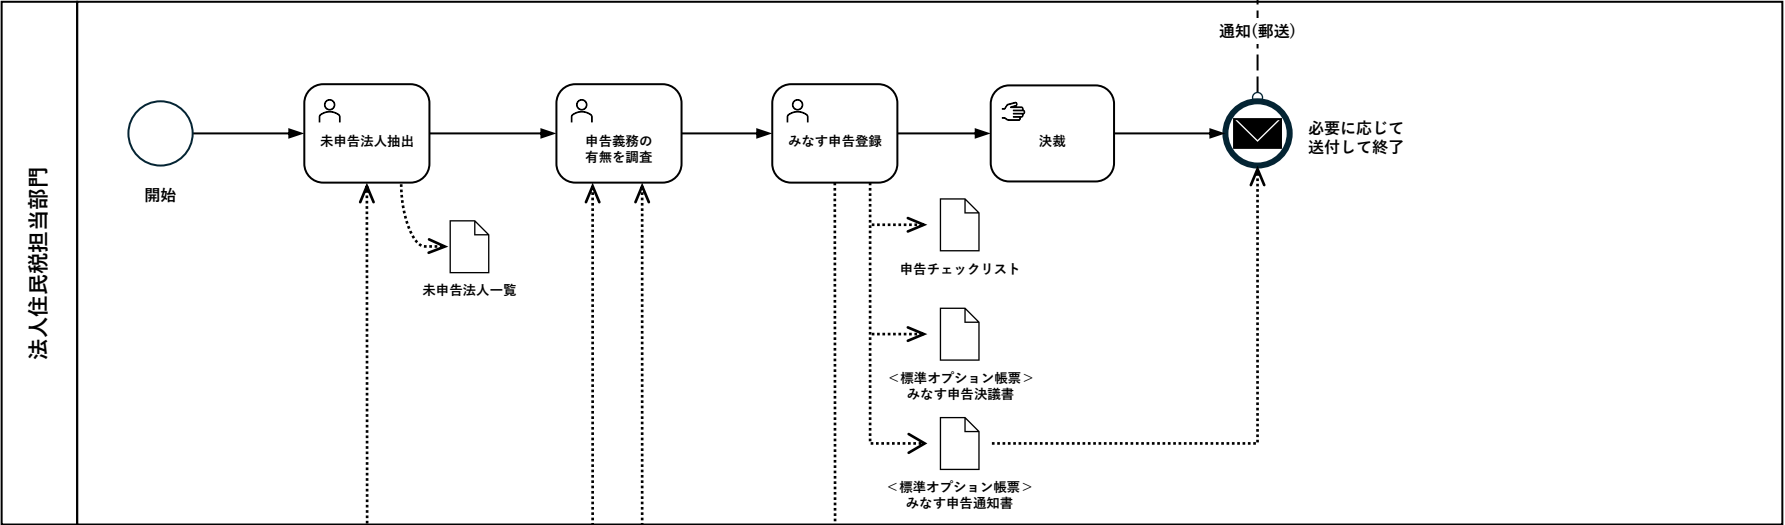 法人住民税担当部門
通知(郵送)
開始
未申告法人抽出
申告義務の
有無を調査
みなす申告登録
決裁
必要に応じて
送付して終了
未申告法人一覧
申告チェックリスト
<標準オプション帳票>
みなす申告決議書
<標準オプション帳票>
みなす申告通知書